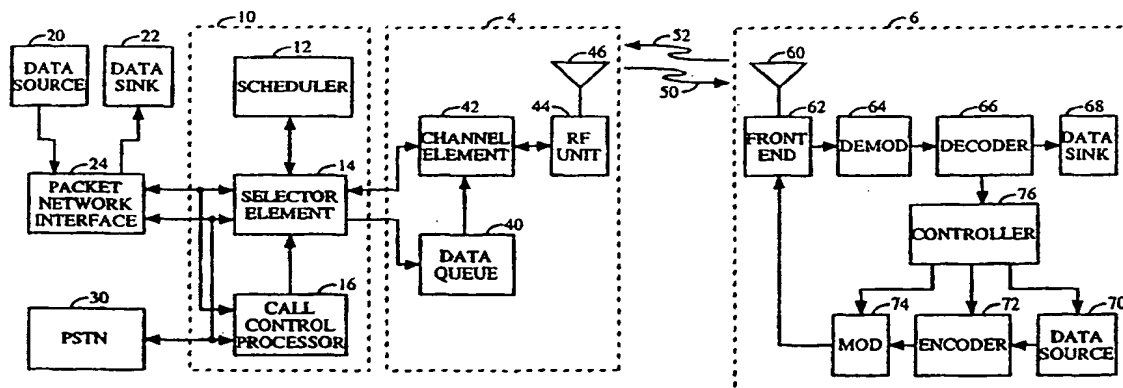 10
4
6
20
22
DATA
SOURCE
DATA
SINK
12
SCHEDULER
52
50
46
60
42
CHANNEL
ELEMENT
44
RF
UNIT
62
FRONT
END
64
DEMOD
66
DECODER
68
DATA
SINK
24
PACKET
NETWORK
INTERFACE
14
SELECTOR
ELEMENT
40
DATA
QUEUE
76
CONTROLLER
30
PSTN
16
CALL
CONTROL
PROCESSOR
74
MOD
72
ENCODER
70
DATA
SOURCE